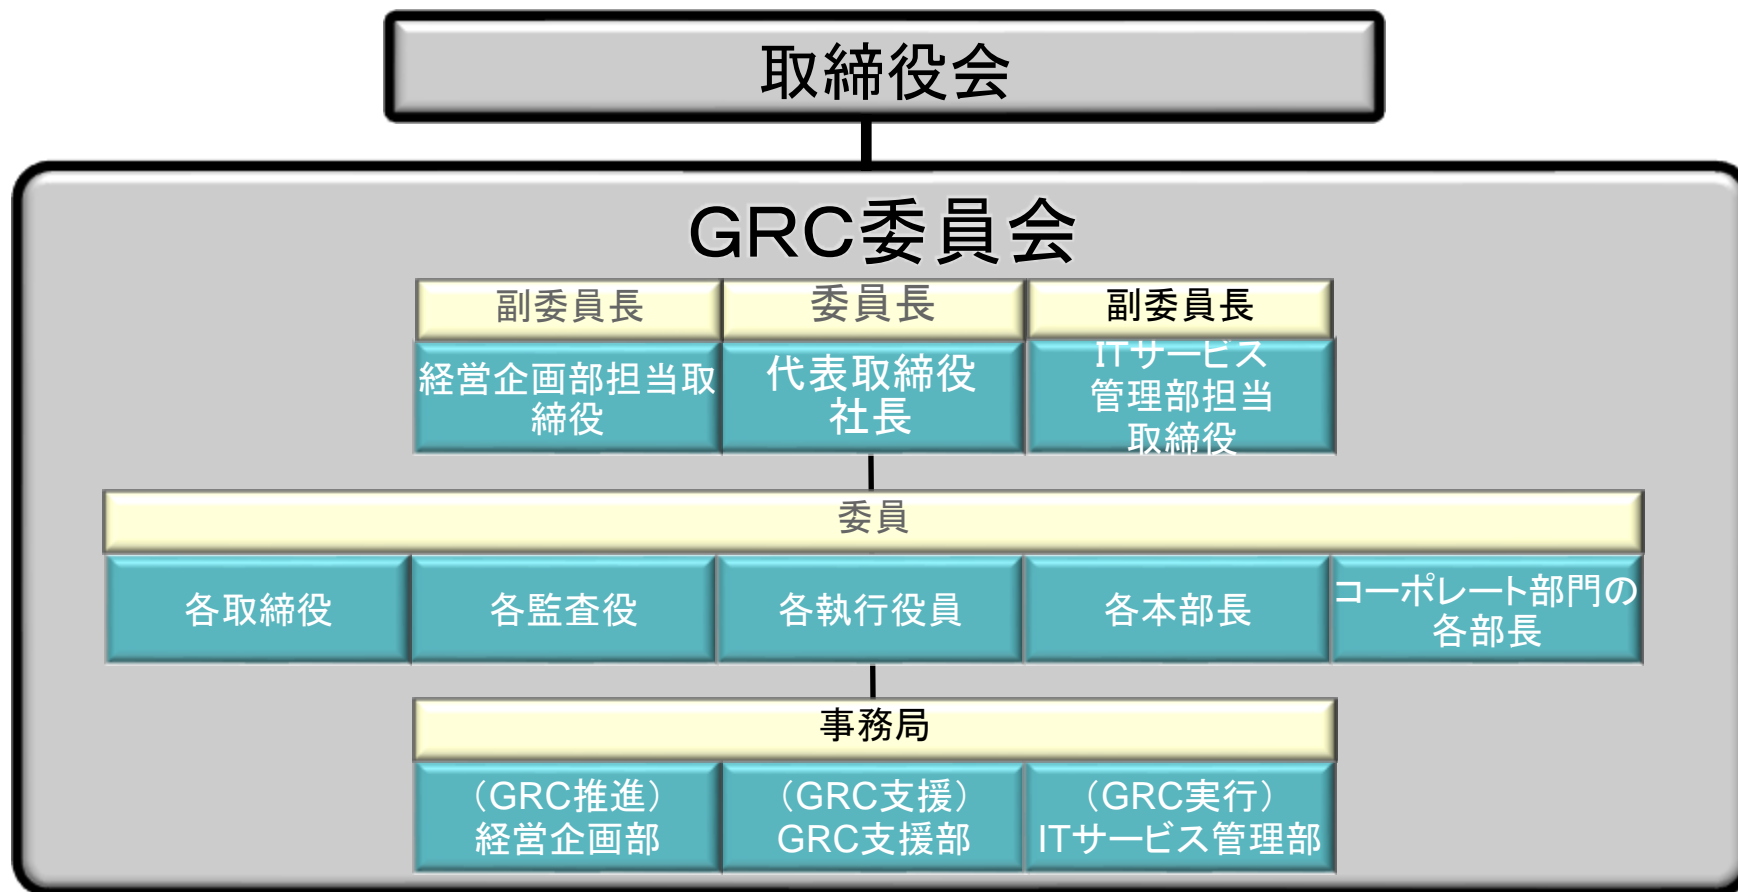 取締役会
GRC委員会
副委員長
委員長
副委員長
経営企画部担当取
締役
代表取締役
社長
ITサービス
管理部担当
取締役
委員
各取締役
各監査役
各執行役員
各本部長
コーポレート部門の
各部長
事務局
（GRC推進）
経営企画部
（GRC支援）
GRC支援部
（GRC実行）
ITサービス管理部